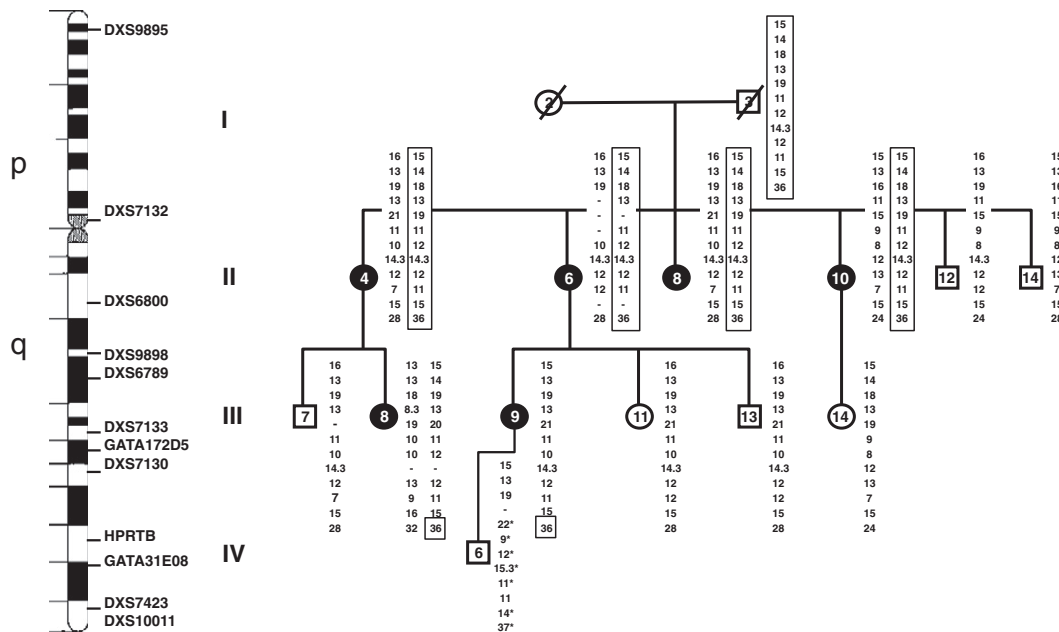 DXS9895
p
DXS7132
q
DXS6800
DXS9898
DXS6789
DXS7133
GATA172D5
DXS7130
HPRTB
GATA31E08
DXS7423
DXS10011
I
2 3
15
14
18
13
19
11
12
14.3
12
11
15
36
II
4 6 8 10 12 14
16 15 16 15 16 15 15 15 16
13 14 13 14 13 14 13 14 13
19 18 19 18 19 18 16 18 19
13 13 - 13 13 13 11 13 11
21 19 - - 21 19 15 19 15
11 11 - 11 11 11 9 11 9
10 12 10 12 10 12 8 12 8
14.3 14.3 14.3 14.3 14.3 14.3 12 14.3 14.3
12 12 12 12 12 12 13 12 12
7 11 12 11 7 11 7 11 12
15 15 - - 15 15 15 15 15
28 36 28 36 28 36 24 36 24
III
7 8 9 11 13 14
16 13 15 15 16 16 15
13 13 14 13 13 13 14
19 18 19 19 19 19 18
13 8.3 13 13 13 13 13
- 19 20 21 21 21 19
11 10 11 11 11 11 9
10 10 12 10 10 10 8
14.3 - - 14.3 14.3 14.3 12
12 13 12 12 12 12 13
7 9 11 11 12 12 7
15 16 15 15 15 15 15
28 32 36 36 28 28 24
IV
6
15
13
19
-
22*
9*
12*
15.3*
11*
11
14*
37*